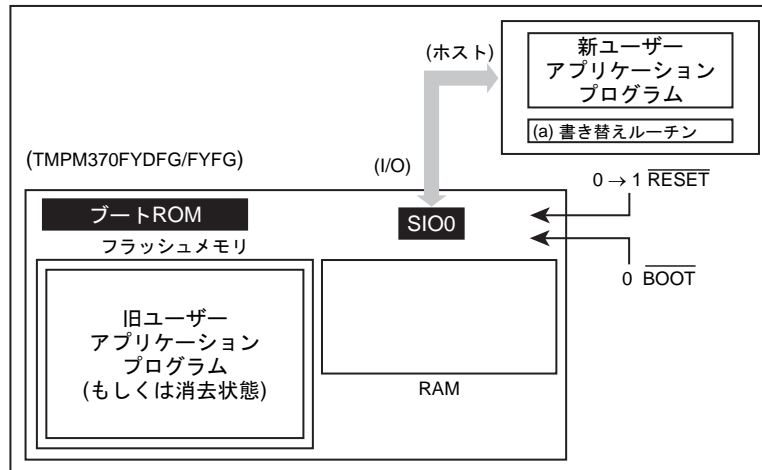 (ホスト)
新ユーザー
アプリケーション
プログラム
(a) 書き替えルーチン
(TMPM370FYDFG/FYFG)
(I/O)
0 → 1 RESET
ブートROM
SIO0
フラッシュメモリ
0 BOOT
旧ユーザー
アプリケーション
プログラム
(もしくは消去状態)
RAM